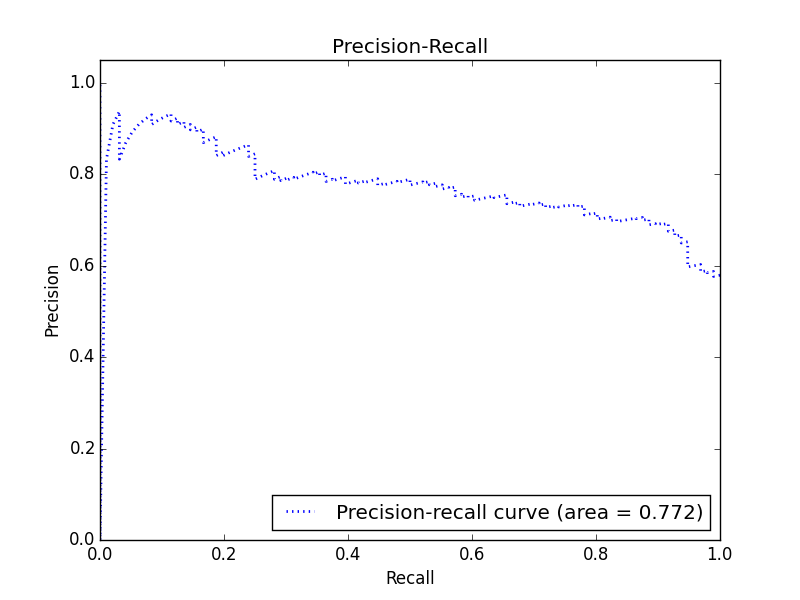 Precision-Recall
1.0
0.8
0.6
0.4
0.2
0.0
Precision
Precision-recall curve (area = 0.772)
0.0 0.2 0.4 0.6 0.8 1.0
Recall